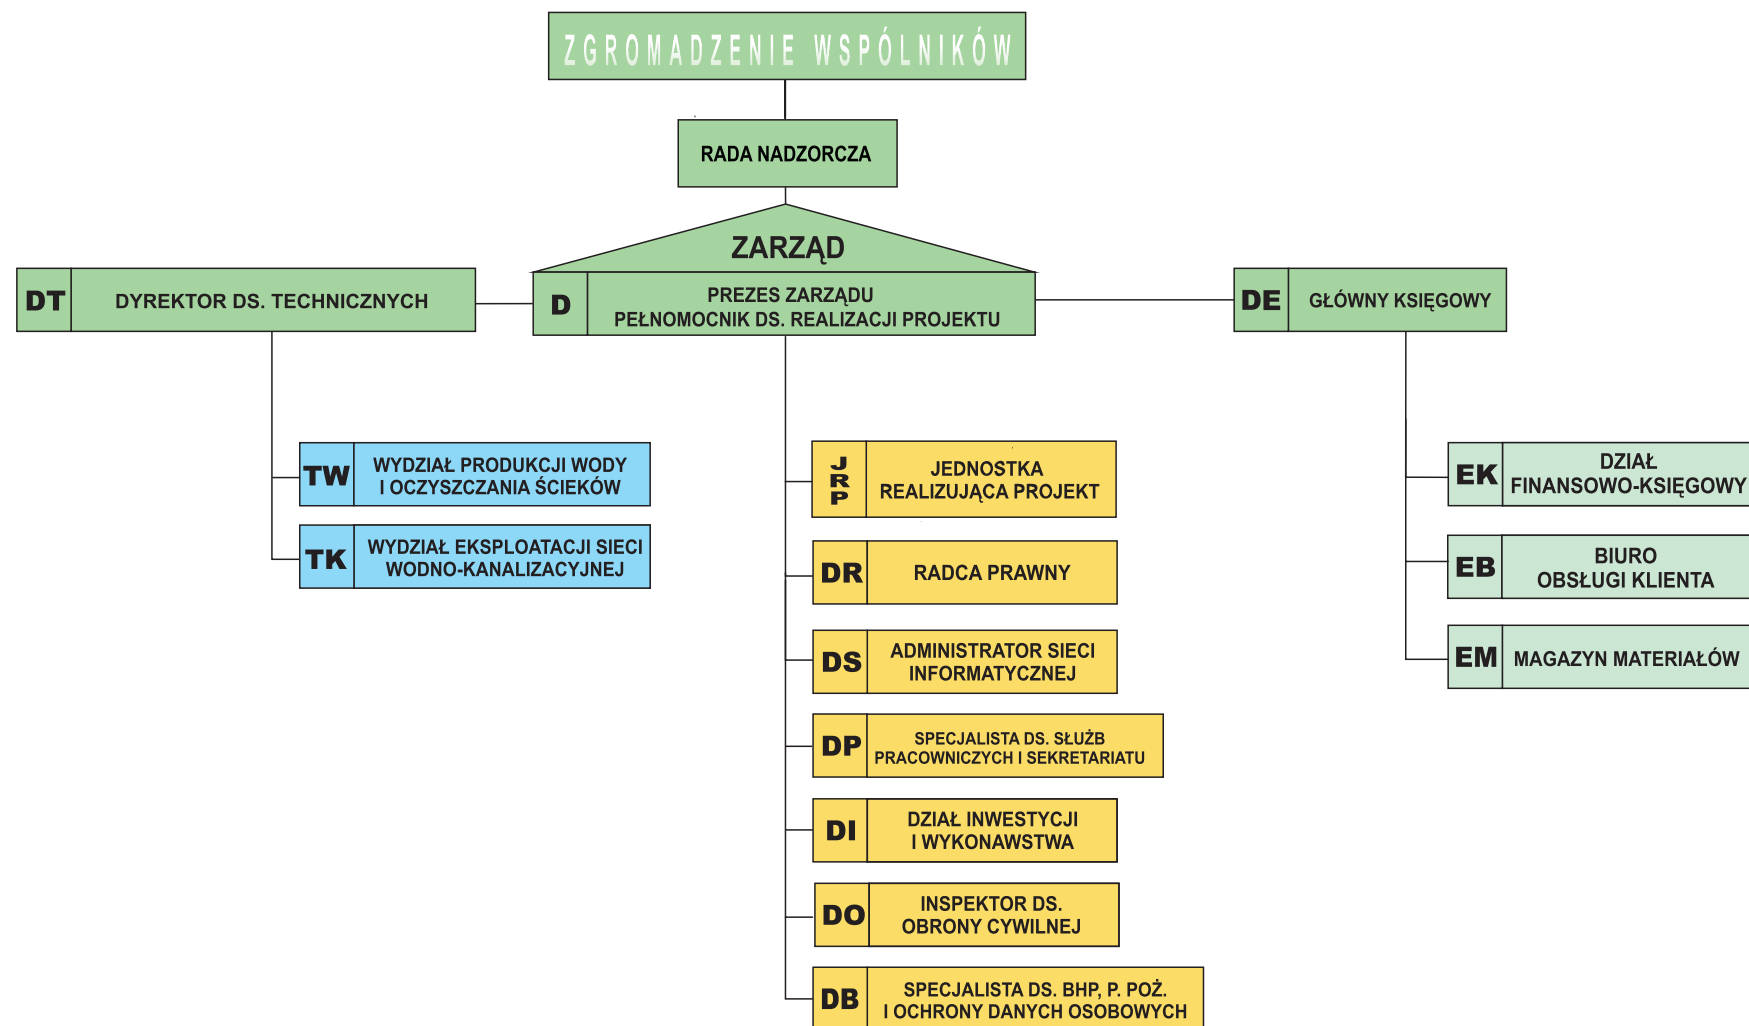 ZGROMADZENIE WSPÓLNIKÓW
RADA NADZORCZA
ZARZĄD
DT
DYREKTOR DS. TECHNICZNYCH
D
PREZES ZARZĄDU
PEŁNOMOCNIK DS. REALIZACJI PROJEKTU
DE
GŁÓWNY KSIĘGOWY
TW
WYDZIAŁ PRODUKCJI WODY
I OCZYSZCZANIA ŚCIEKÓW
TK
WYDZIAŁ EKSPLOATACJI SIECI
WODNO-KANALIZACYJNEJ
J
R
P
JEDNOSTKA
REALIZUJĄCA PROJEKT
DR
RADCA PRAWNY
DS
ADMINISTRATOR SIECI
INFORMATYCZNEJ
DP
SPECJALISTA DS. SŁUŻB
PRACOWNICZYCH I SEKRETARIATU
DI
DZIAŁ INWESTYCJI
I WYKONAWSTWA
DO
INSPEKTOR DS.
OBRONY CYWILNEJ
DB
SPECJALISTA DS. BHP, P. POŻ.
I OCHRONY DANYCH OSOBOWYCH
EK
DZIAŁ
FINANSOWO-KSIĘGOWY
EB
BIURO
OBSŁUGI KLIENTA
EM
MAGAZYN MATERIAŁÓW